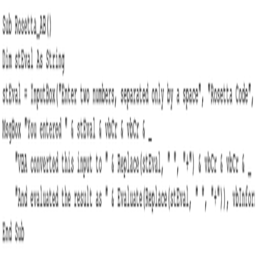 Sub Rosetta_AB()
Dim stEval As String
stEval = InputBox("Enter two numbers, separated only by a space", "Rosetta Code",
MsgBox "You entered " & stEval & vbCr & vbCr & _
"VBA converted this input to " & Replace(stEval, " ", "+") & vbCr & vbCr & _
"And evaluated the result as " & Evaluate(Replace(stEval, " ", "+")), vbInfor
End Sub